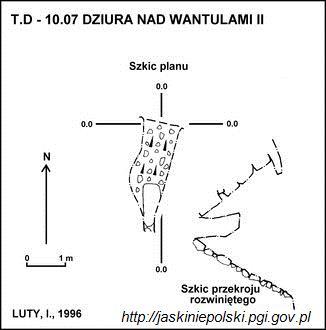 T.D - 10.07 DZIURA NAD WANTULAMI II
Szkic planu
0.0
0.0
0.0
N
0 1 m
0.0
Szkic przekroju
rozwiniętego
LUTY, I., 1996
http://jaskiniepolski.pgi.gov.pl